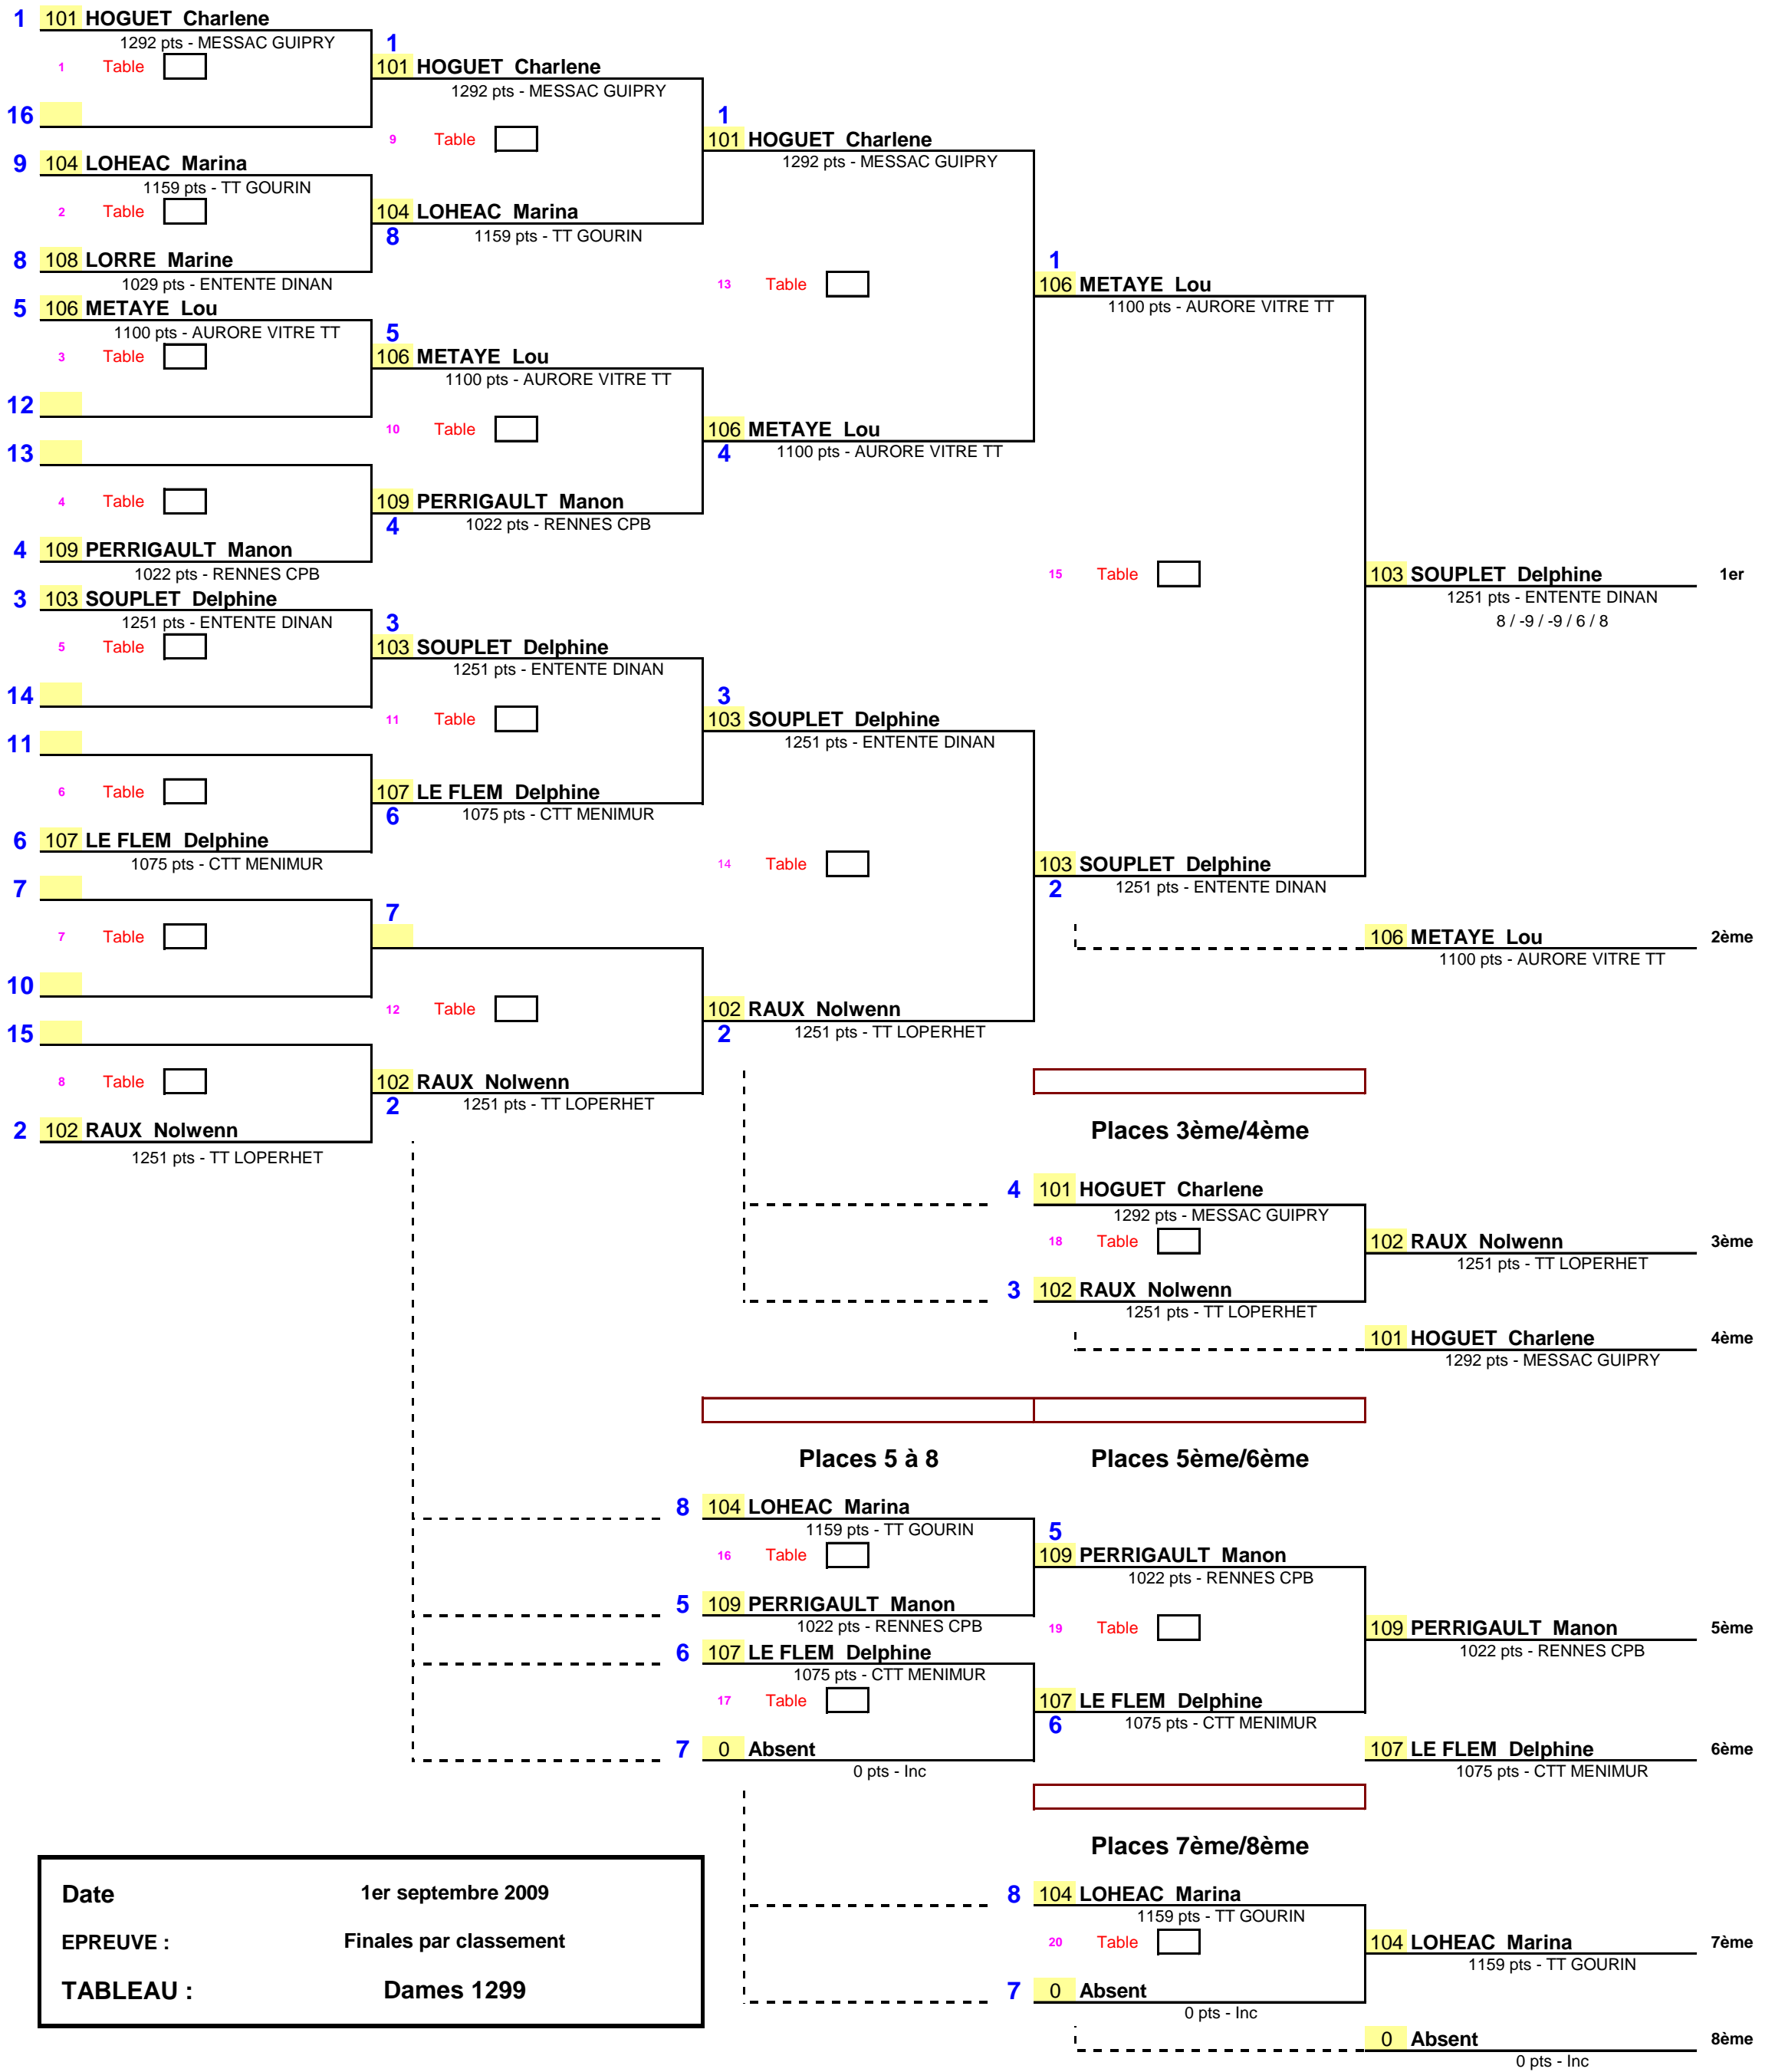 1 101 HOGUET Charlene
1292 pts - MESSAC GUIPRY
1 Table
16
9 104 LOHEAC Marina
1159 pts - TT GOURIN
2 Table
8 108 LORRE Marine
1029 pts - ENTENTE DINAN
5 106 METAYE Lou
1100 pts - AURORE VITRE TT
3 Table
12
13
4 Table
4 109 PERRIGAULT Manon
1022 pts - RENNES CPB
3 103 SOUPLET Delphine
1251 pts - ENTENTE DINAN
5 Table
14
11
6 Table
6 107 LE FLEM Delphine
1075 pts - CTT MENIMUR
7
7 Table
10
15
8 Table
2 102 RAUX Nolwenn
1251 pts - TT LOPERHET
1
101 HOGUET Charlene
1292 pts - MESSAC GUIPRY
9 Table
104 LOHEAC Marina
8 1159 pts - TT GOURIN
5
106 METAYE Lou
1100 pts - AURORE VITRE TT
10 Table
109 PERRIGAULT Manon
4 1022 pts - RENNES CPB
3
103 SOUPLET Delphine
1251 pts - ENTENTE DINAN
11 Table
107 LE FLEM Delphine
6 1075 pts - CTT MENIMUR
7
12 Table
102 RAUX Nolwenn
2 1251 pts - TT LOPERHET
1
101 HOGUET Charlene
1292 pts - MESSAC GUIPRY
13 Table
106 METAYE Lou
4 1100 pts - AURORE VITRE TT
3
103 SOUPLET Delphine
1251 pts - ENTENTE DINAN
14 Table
102 RAUX Nolwenn
2 1251 pts - TT LOPERHET
1
106 METAYE Lou
1100 pts - AURORE VITRE TT
15 Table
103 SOUPLET Delphine
2 1251 pts - ENTENTE DINAN
103 SOUPLET Delphine 1er
1251 pts - ENTENTE DINAN
8 / -9 / -9 / 6 / 8
106 METAYE Lou 2ème
1100 pts - AURORE VITRE TT
Places 3ème/4ème
4 101 HOGUET Charlene
1292 pts - MESSAC GUIPRY
18 Table
3 102 RAUX Nolwenn
1251 pts - TT LOPERHET
102 RAUX Nolwenn 3ème
1251 pts - TT LOPERHET
101 HOGUET Charlene 4ème
1292 pts - MESSAC GUIPRY
Places 5 à 8
Places 5ème/6ème
8 104 LOHEAC Marina
1159 pts - TT GOURIN
16 Table
5 109 PERRIGAULT Manon
1022 pts - RENNES CPB
6 107 LE FLEM Delphine
1075 pts - CTT MENIMUR
17 Table
7 0 Absent
0 pts - Inc
5
109 PERRIGAULT Manon
1022 pts - RENNES CPB
19 Table
107 LE FLEM Delphine
6 1075 pts - CTT MENIMUR
109 PERRIGAULT Manon 5ème
1022 pts - RENNES CPB
107 LE FLEM Delphine 6ème
1075 pts - CTT MENIMUR
Places 7ème/8ème
8 104 LOHEAC Marina
1159 pts - TT GOURIN
20 Table
7 0 Absent
0 pts - Inc
104 LOHEAC Marina 7ème
1159 pts - TT GOURIN
0 Absent 8ème
0 pts - Inc
Date 1er septembre 2009
EPREUVE : Finales par classement
TABLEAU : Dames 1299